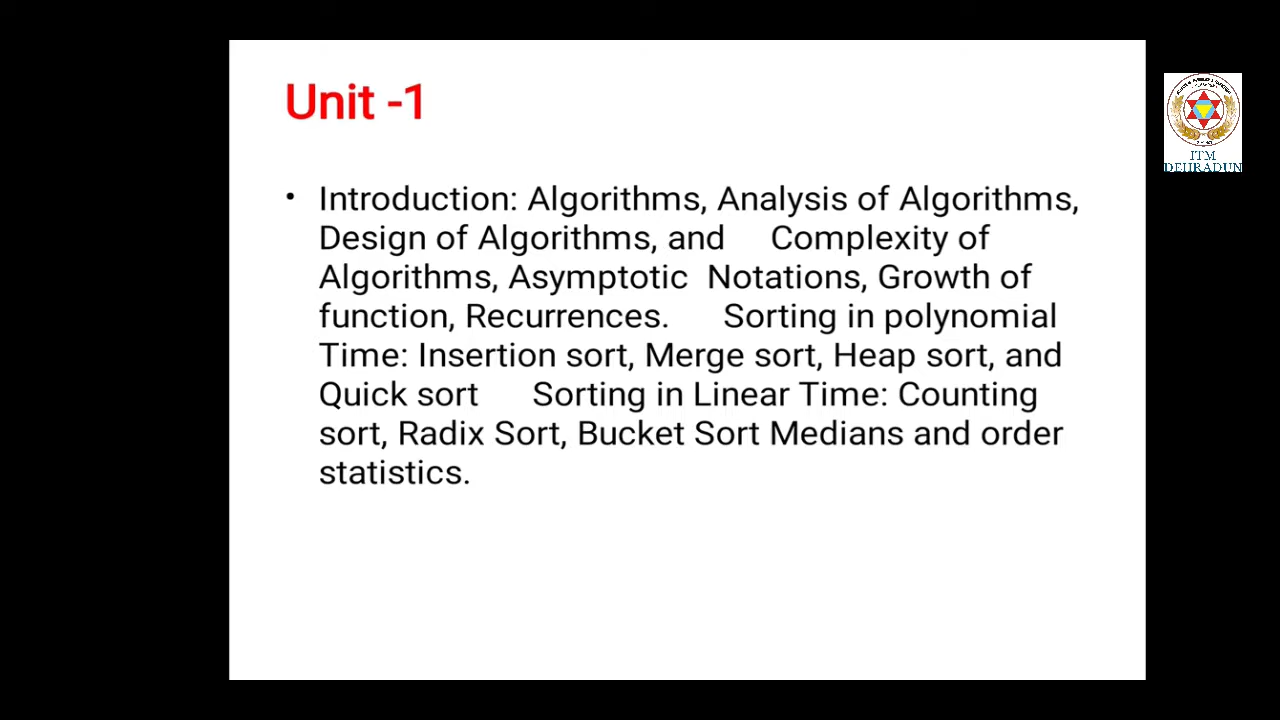 Unit -1
• Introduction: Algorithms, Analysis of Algorithms,
Design of Algorithms, and Complexity of
Algorithms, Asymptotic Notations, Growth of
function, Recurrences. Sorting in polynomial
Time: Insertion sort, Merge sort, Heap sort, and
Quick sort Sorting in Linear Time: Counting
sort, Radix Sort, Bucket Sort Medians and order
statistics.
ITM
DEHRADUN